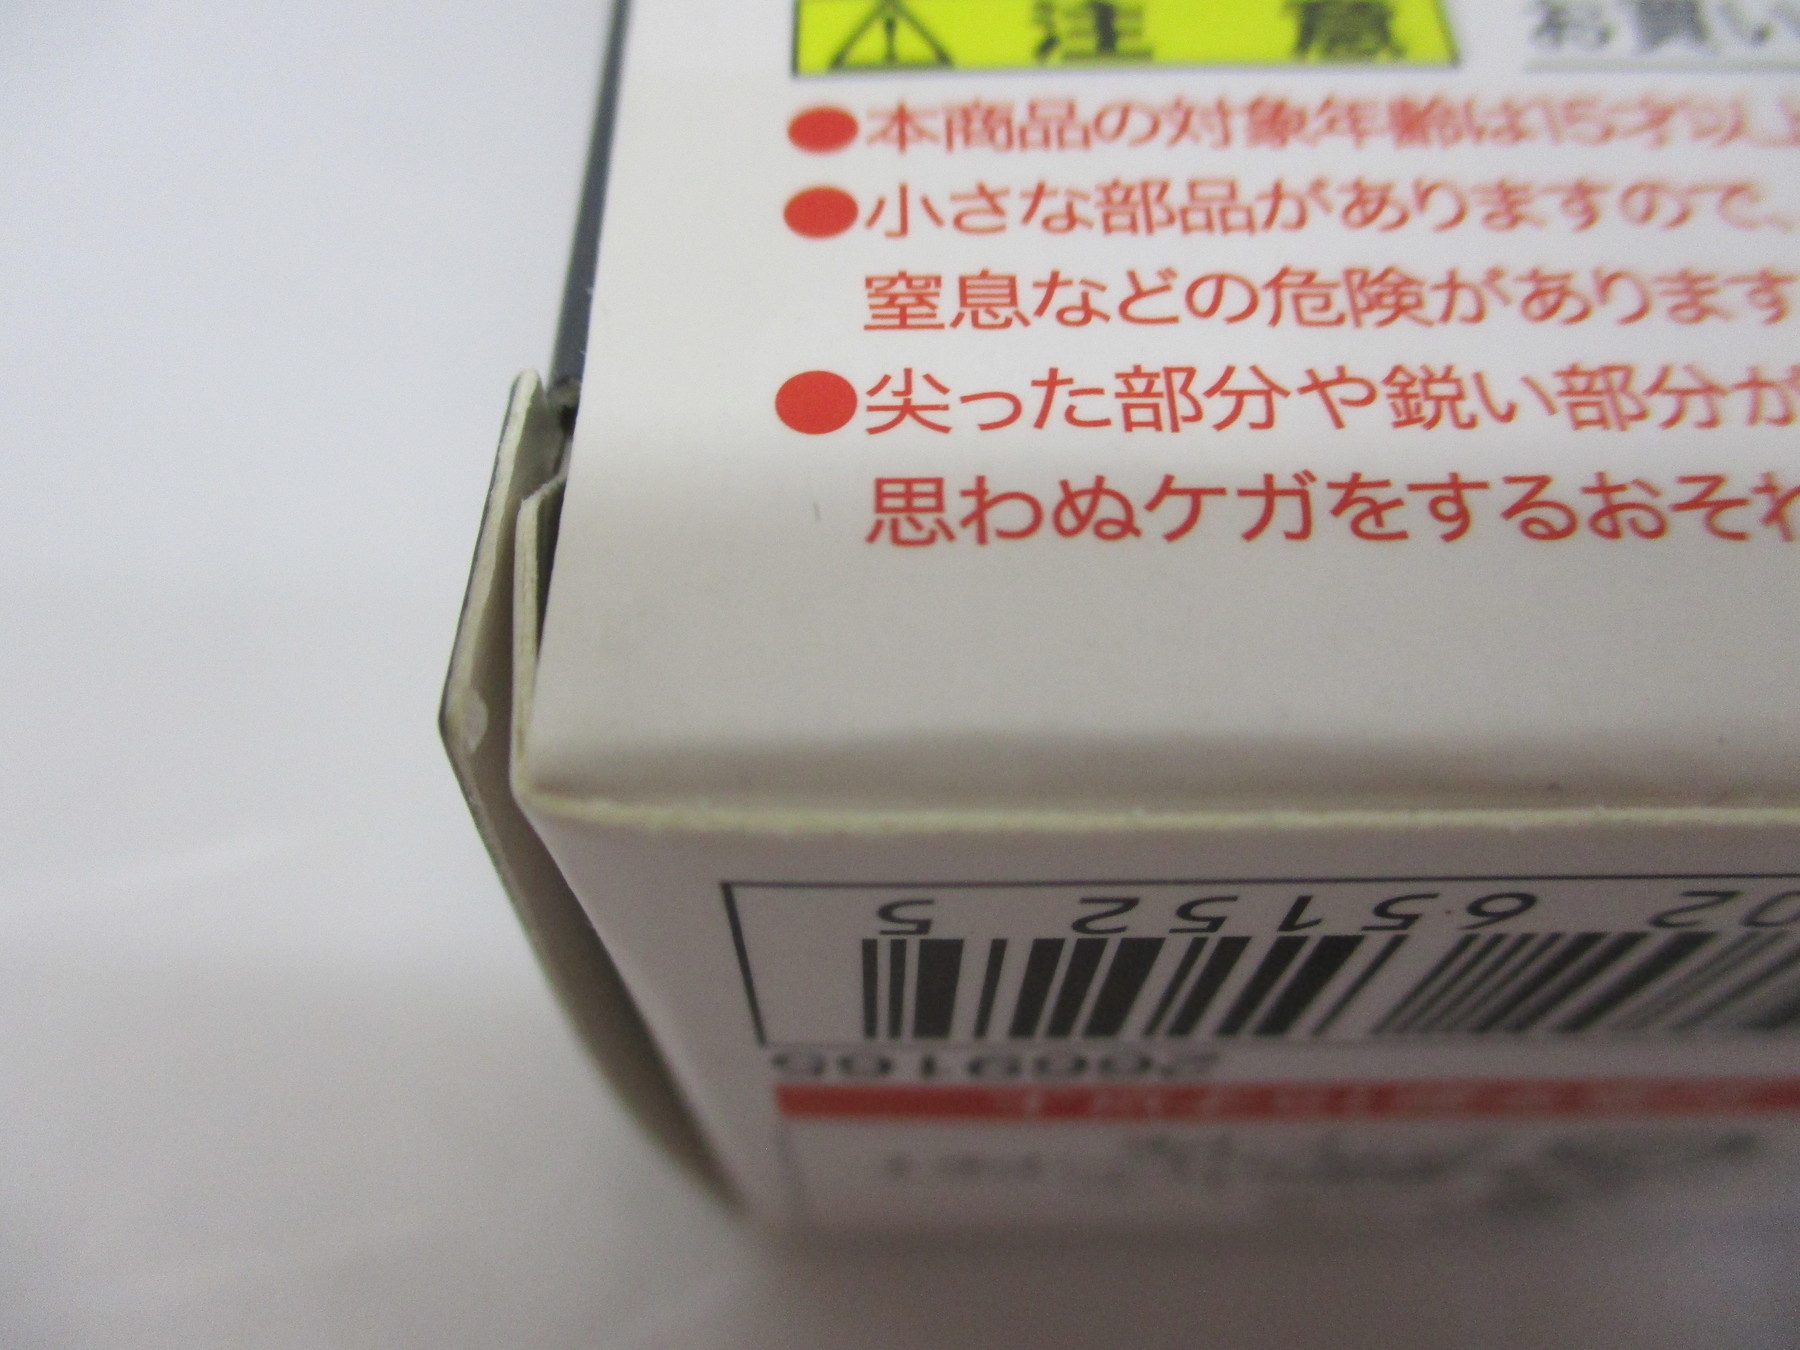 注意 お買い
●本商品の対象年齢は15才以上
●小さな部品がありますので、
窒息などの危険があります
●尖った部分や鋭い部分が
思わぬケガをするおそれ
02 65152 5